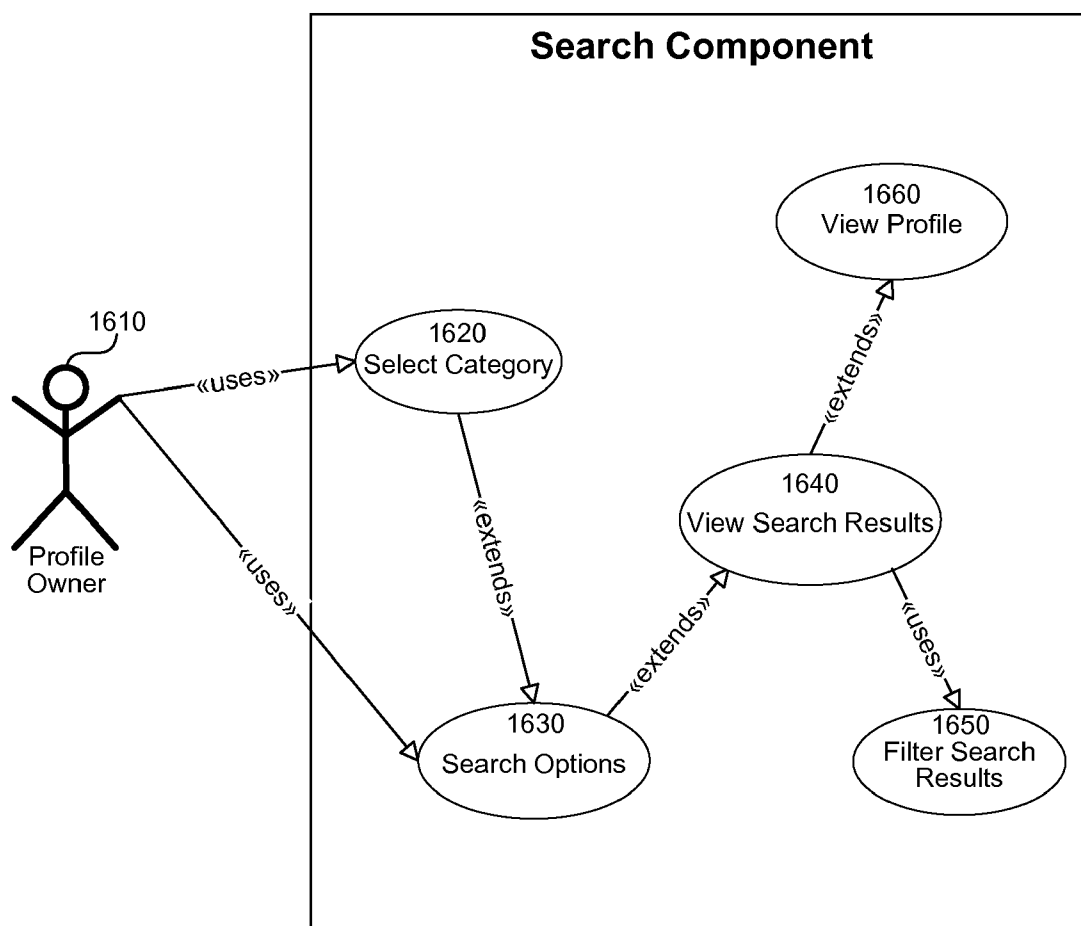 Search Component
1660
View Profile
1610
1620
Select Category
«uses»
«extends»
1640
View Search Results
Profile
Owner
«extends»
«uses»
«extends»
«uses»
1630
Search Options
1650
Filter Search
Results